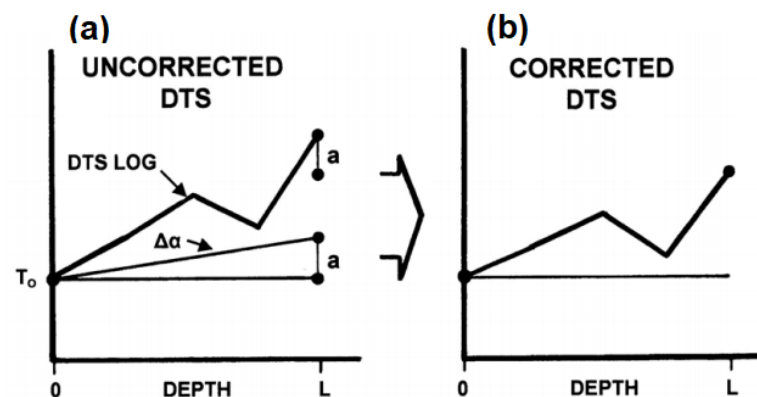 (a)
UNCORRECTED
DTS
DTS LOG
a
Δα
a
To
0
DEPTH
L
(b)
CORRECTED
DTS
0
DEPTH
L